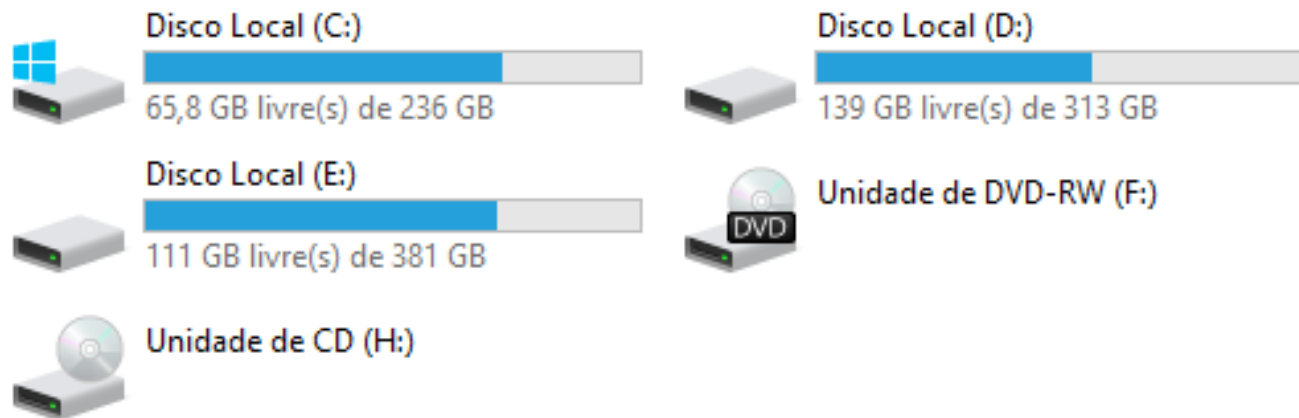 Disco Local (C:)
65,8 GB livre(s) de 236 GB
Disco Local (D:)
139 GB livre(s) de 313 GB
Disco Local (E:)
111 GB livre(s) de 381 GB
Unidade de DVD-RW (F:)
DVD
Unidade de CD (H:)